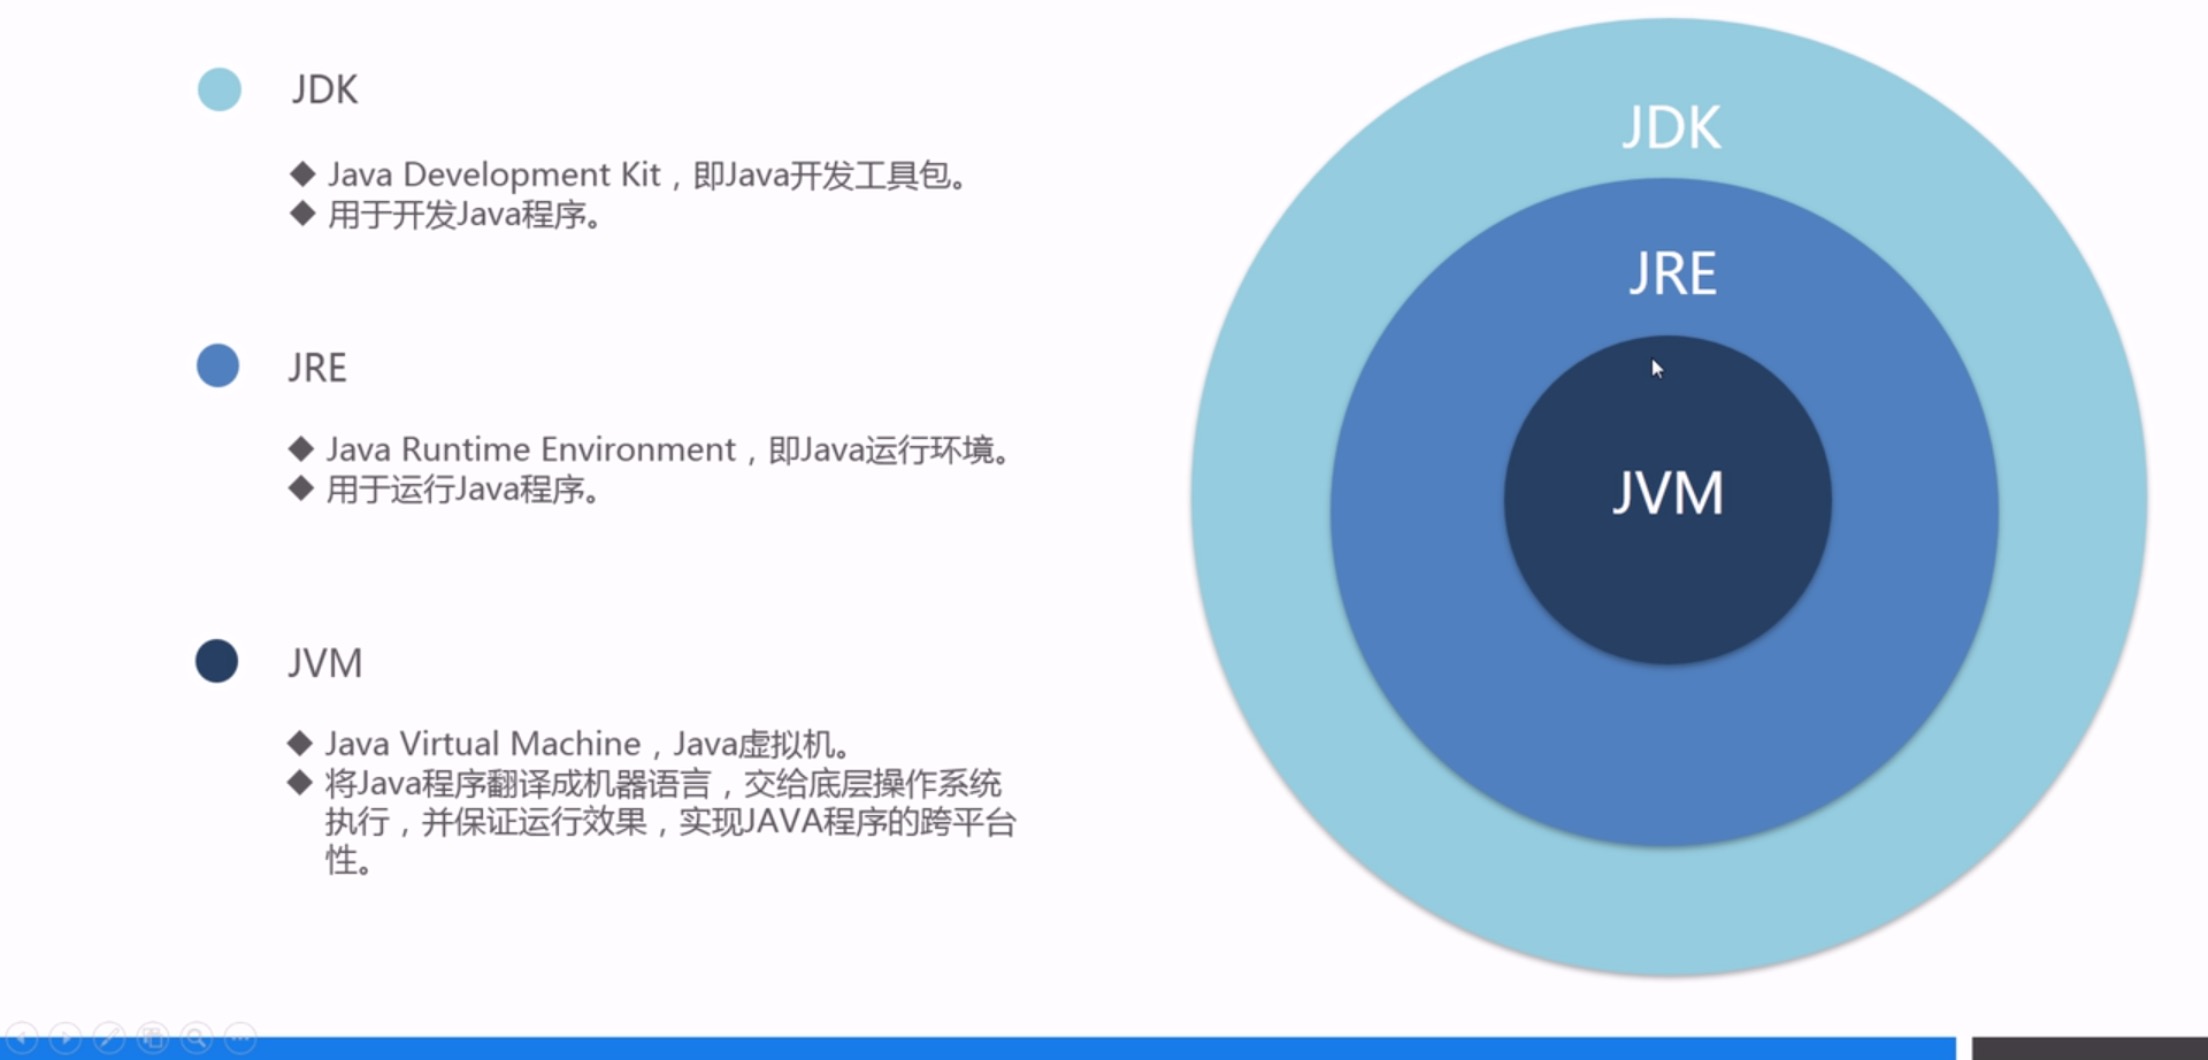 JDK
◆ Java Development Kit，即Java开发工具包。
◆ 用于开发Java程序。
JRE
◆ Java Runtime Environment，即Java运行环境。
◆ 用于运行Java程序。
JVM
◆ Java Virtual Machine，Java虚拟机。
◆ 将Java程序翻译成机器语言，交给底层操作系统
执行，并保证运行效果，实现JAVA程序的跨平台
性。
JDK
JRE
JVM